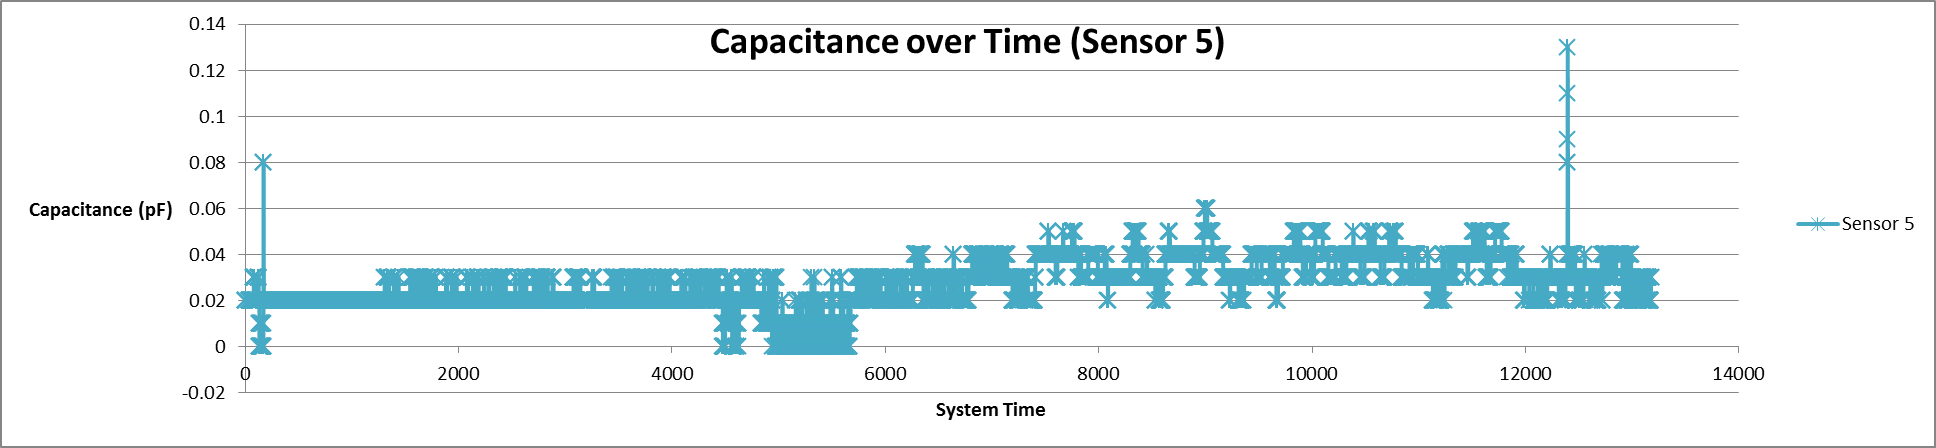 Capacitance over Time (Sensor 5)
0.14
0.12
0.1
0.08
0.06
0.04
0.02
0
-0.02
Capacitance (pF)
0 2000 4000 6000 8000 10000 12000 14000
System Time
Sensor 5